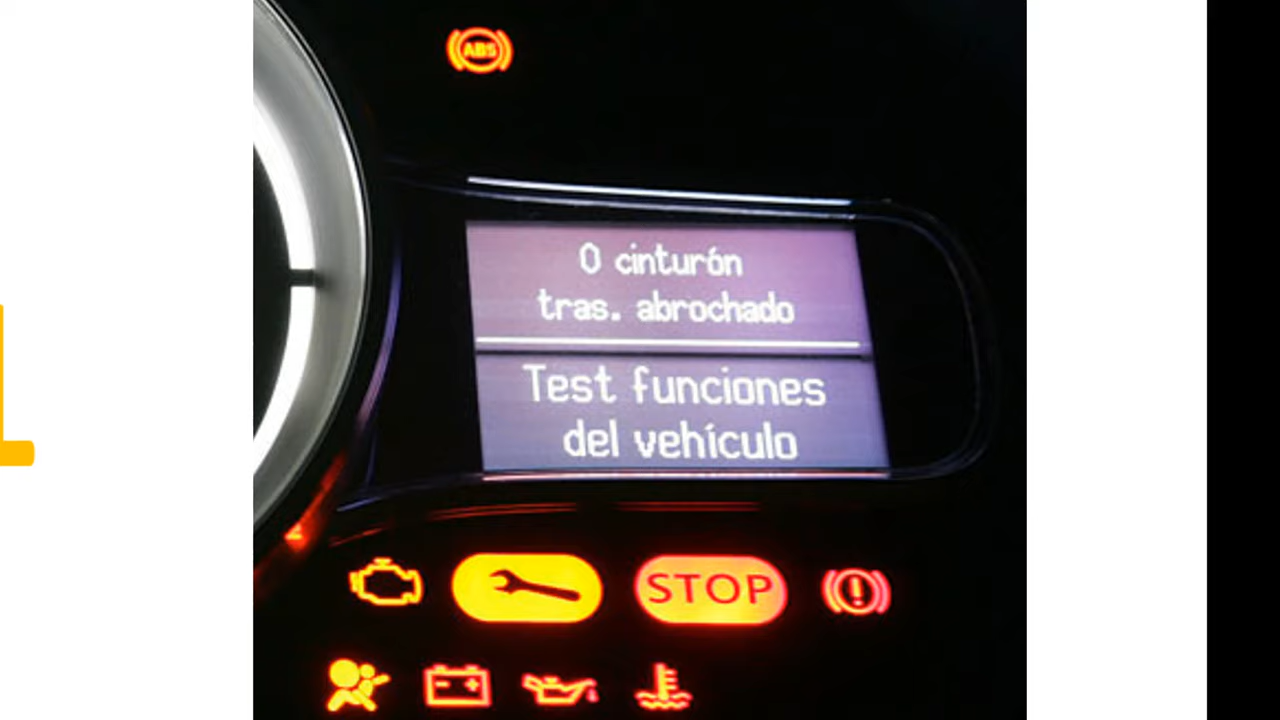 ABS
0 cinturón
tras. abrochado
Test funciones
del vehículo
STOP